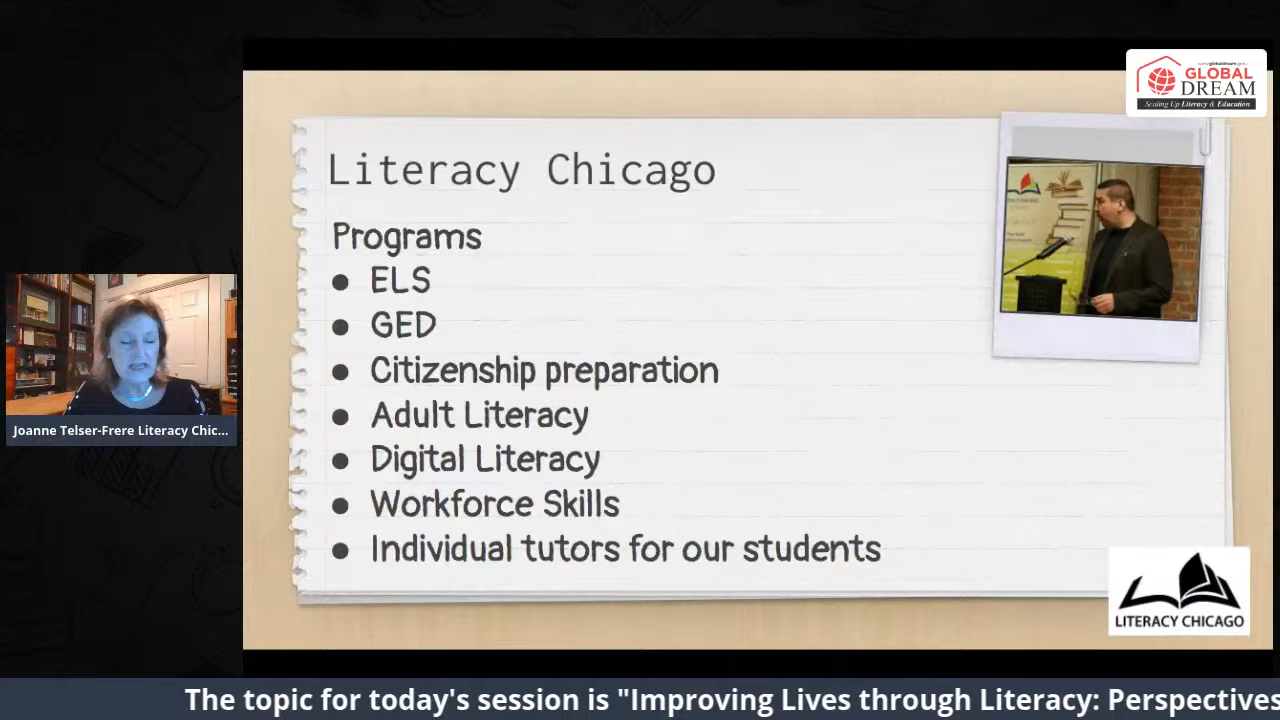 GLOBAL
DREAM
Scaling Up Literacy & Education
Literacy Chicago
Programs
● ELS
● GED
● Citizenship preparation
● Adult Literacy
● Digital Literacy
● Workforce Skills
● Individual tutors for our students
Joanne Telser-Frere Literacy Chic...
LITERACY CHICAGO
The topic for today's session is "Improving Lives through Literacy: Perspectives